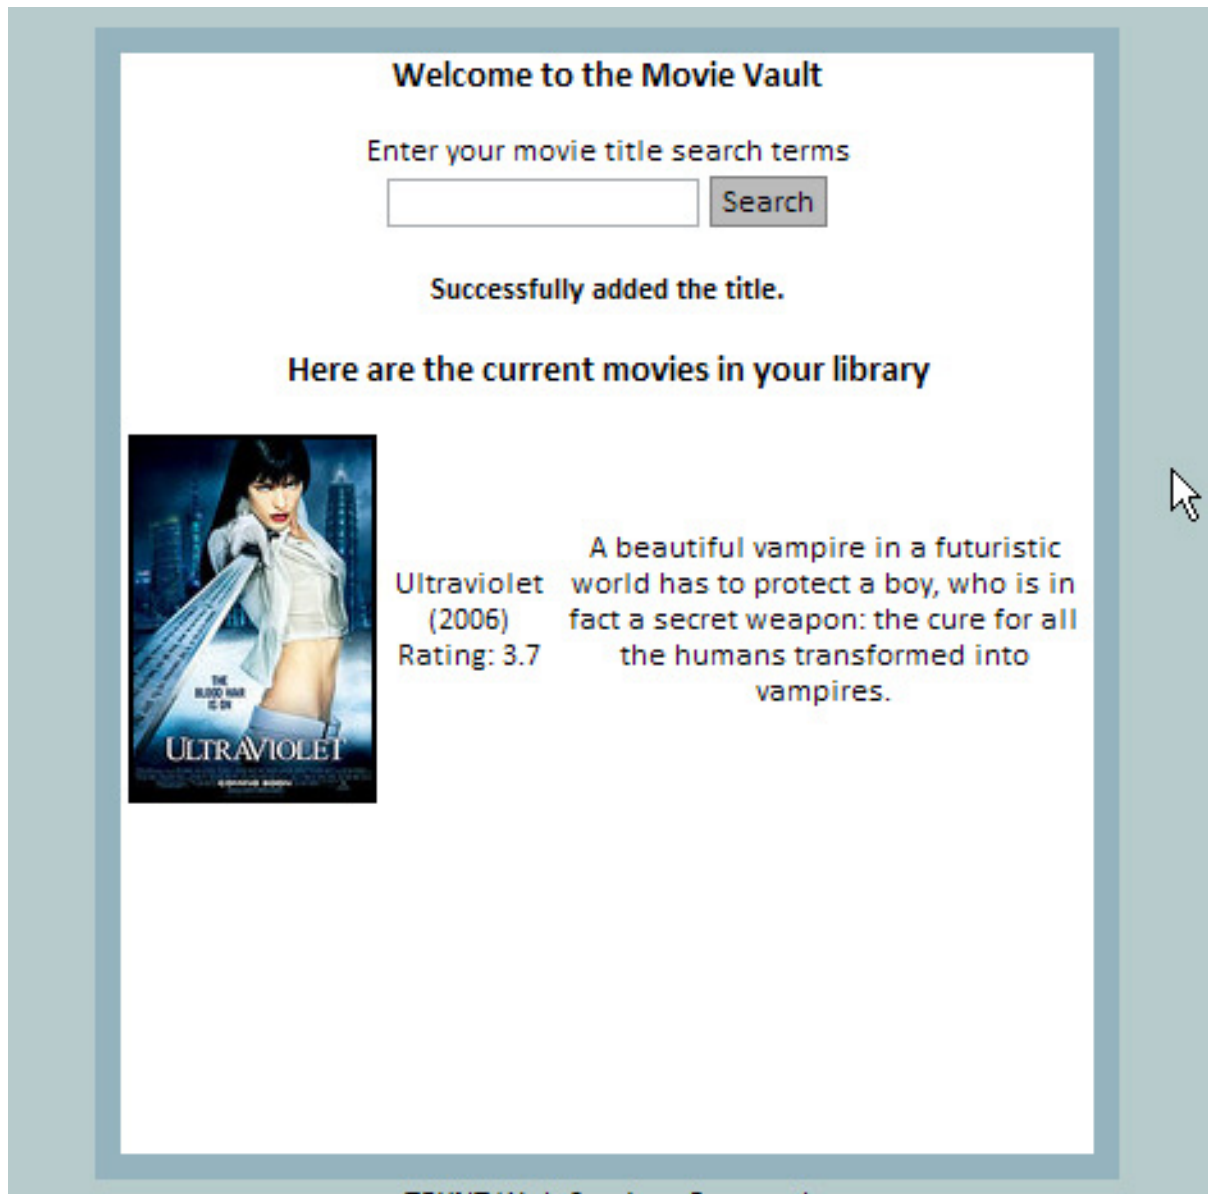 Welcome to the Movie Vault
Enter your movie title search terms
Search
Successfully added the title.
Here are the current movies in your library
THE
BLOOD WAR
IS ON
ULTRAVIOLET
COMING SOON
Ultraviolet
(2006)
Rating: 3.7
A beautiful vampire in a futuristic
world has to protect a boy, who is in
fact a secret weapon: the cure for all
the humans transformed into
vampires.